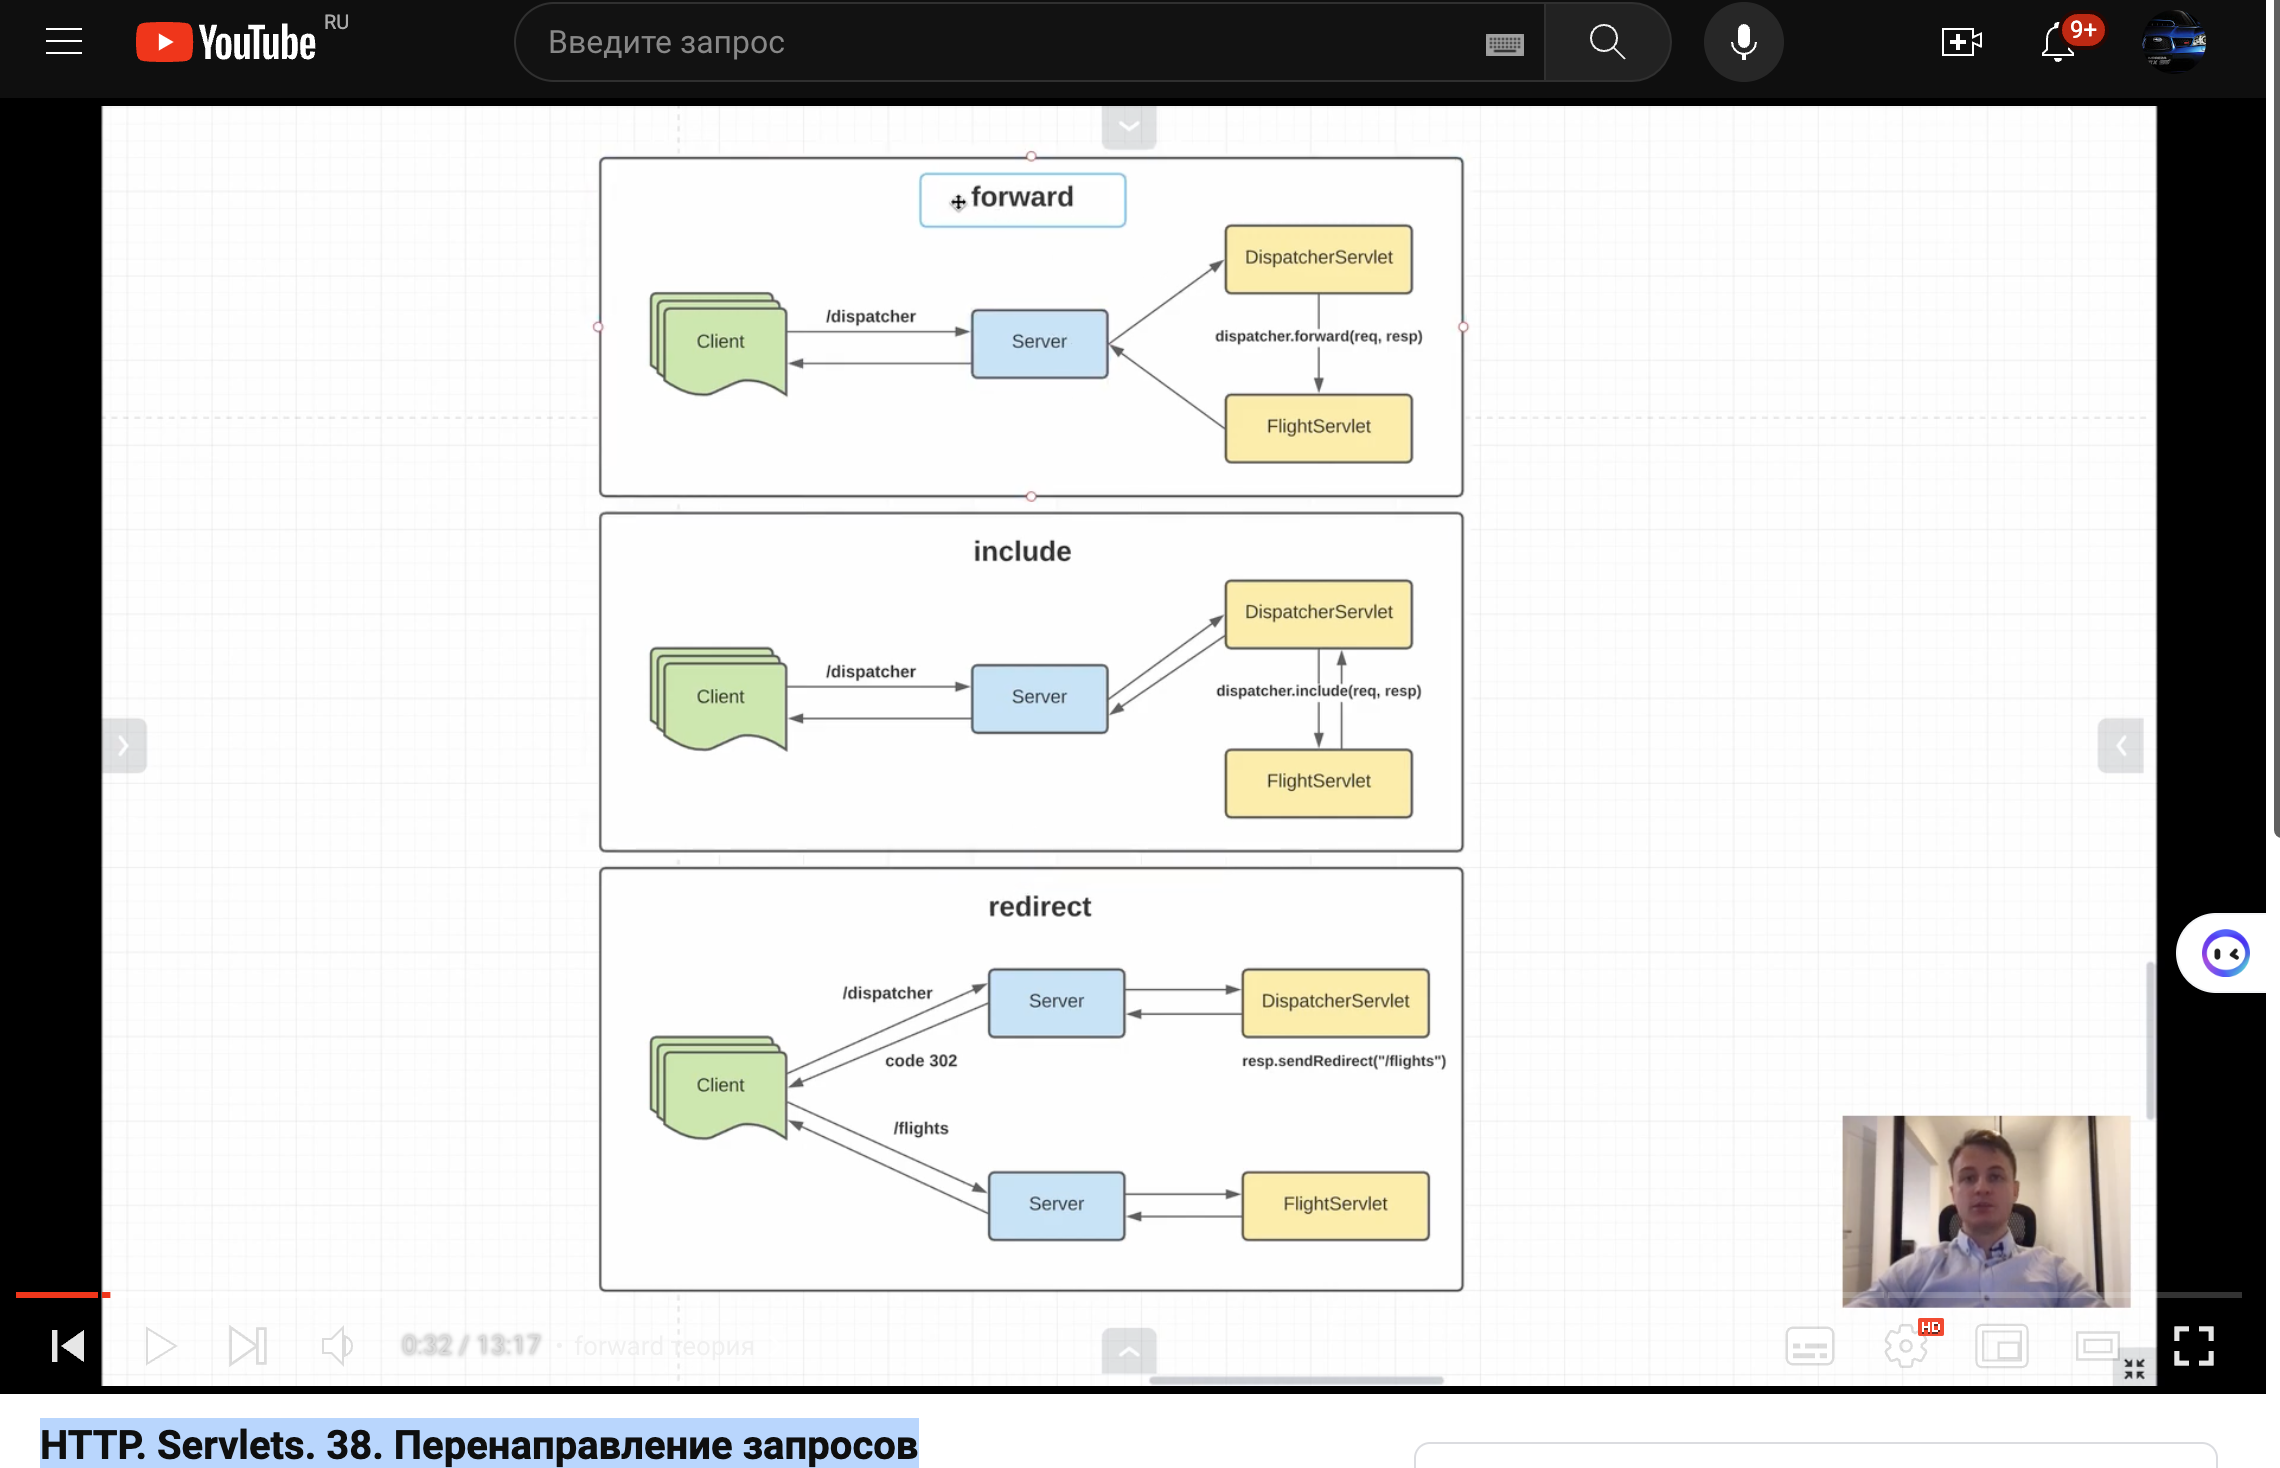 YouTube RU
Введите запрос
9+
forward
DispatcherServlet
/dispatcher
Client
Server
dispatcher.forward(req, resp)
FlightServlet
include
DispatcherServlet
/dispatcher
Client
Server
dispatcher.include(req, resp)
FlightServlet
redirect
/dispatcher
Server
DispatcherServlet
code 302
resp.sendRedirect("/flights")
Client
/flights
Server
FlightServlet
0:32 / 13:17 • forward теория
HD
HTTP. Servlets. 38. Перенаправление запросов